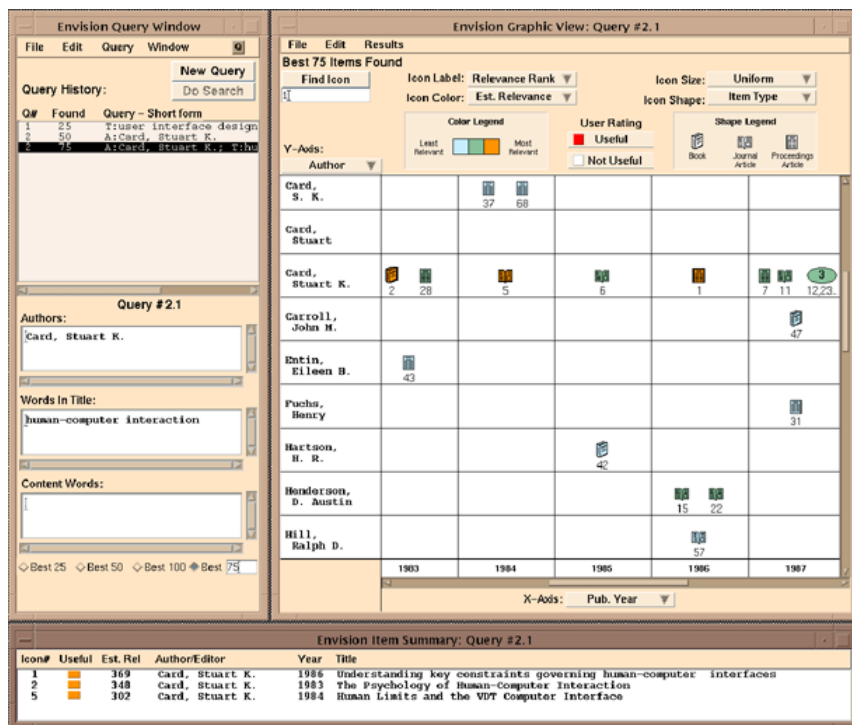 Envision Query Window
File Edit Query Window Q
New Query
Query History: Do Search
Q# Found Query - Short form
1 25 T:user interface design
2 50 A:Card, Stuart K.
2 75 A:Card, Stuart K.; T:hu
Query #2.1
Authors:
Card, Stuart K.
Words In Title:
human-computer interaction
Content Words:
Best 25 Best 50 Best 100 Best 75
Envision Graphic View: Query #2.1
File Edit Results
Best 75 Items Found
Find Icon Icon Label: Relevance Rank Icon Size: Uniform
1 Icon Color: Est. Relevance Icon Shape: Item Type
Color Legend User Rating Shape Legend
Least Relevant Most Relevant Useful Book Journal Article Proceedings Article
Y-Axis: Not Useful
Author
Card, S. K.
37 68
Card, Stuart
Card, Stuart K.
3
2 28 5 6 1 7 11 12,23..
Carroll, John M.
47
Entin, Eileen B.
43
Fuchs, Henry
31
Hartson, H. R.
42
Henderson, D. Austin
15 22
Hill, Ralph D.
57
1983 1984 1985 1986 1987
X-Axis: Pub. Year
Envision Item Summary: Query #2.1
Icon# Useful Est. Rel Author/Editor Year Title
1 369 Card, Stuart K. 1986 Understanding key constraints governing human-computer interfaces
2 348 Card, Stuart K. 1983 The Psychology of Human-Computer Interaction
5 302 Card, Stuart K. 1984 Human Limits and the VDT Computer Interface